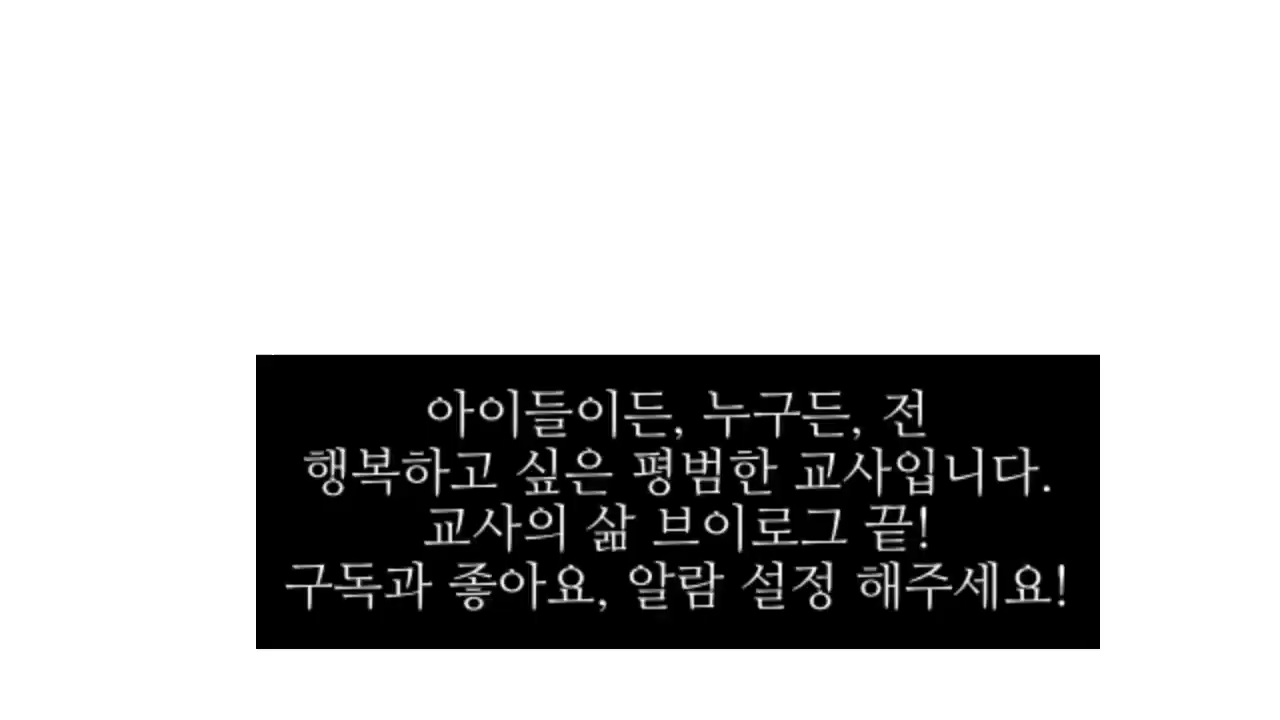 아이들이든, 누구든, 전
행복하고 싶은 평범한 교사입니다.
교사의 삶 브이로그 끝!
구독과 좋아요, 알람 설정 해주세요!